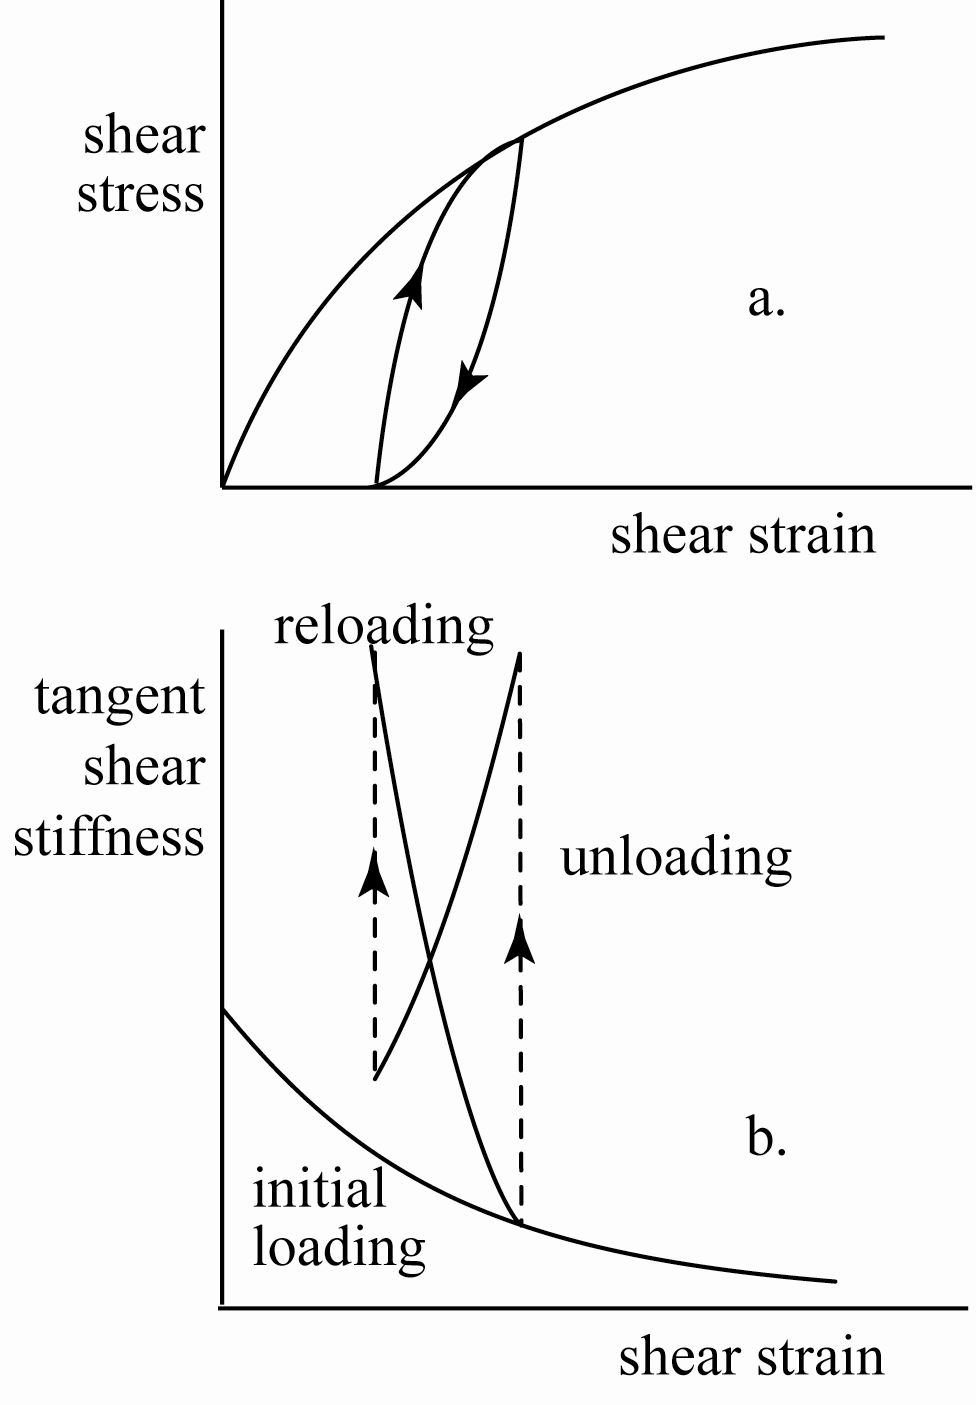 shear
stress
a.
shear strain
reloading
tangent
shear
stiffness
unloading
b.
initial
loading
shear strain